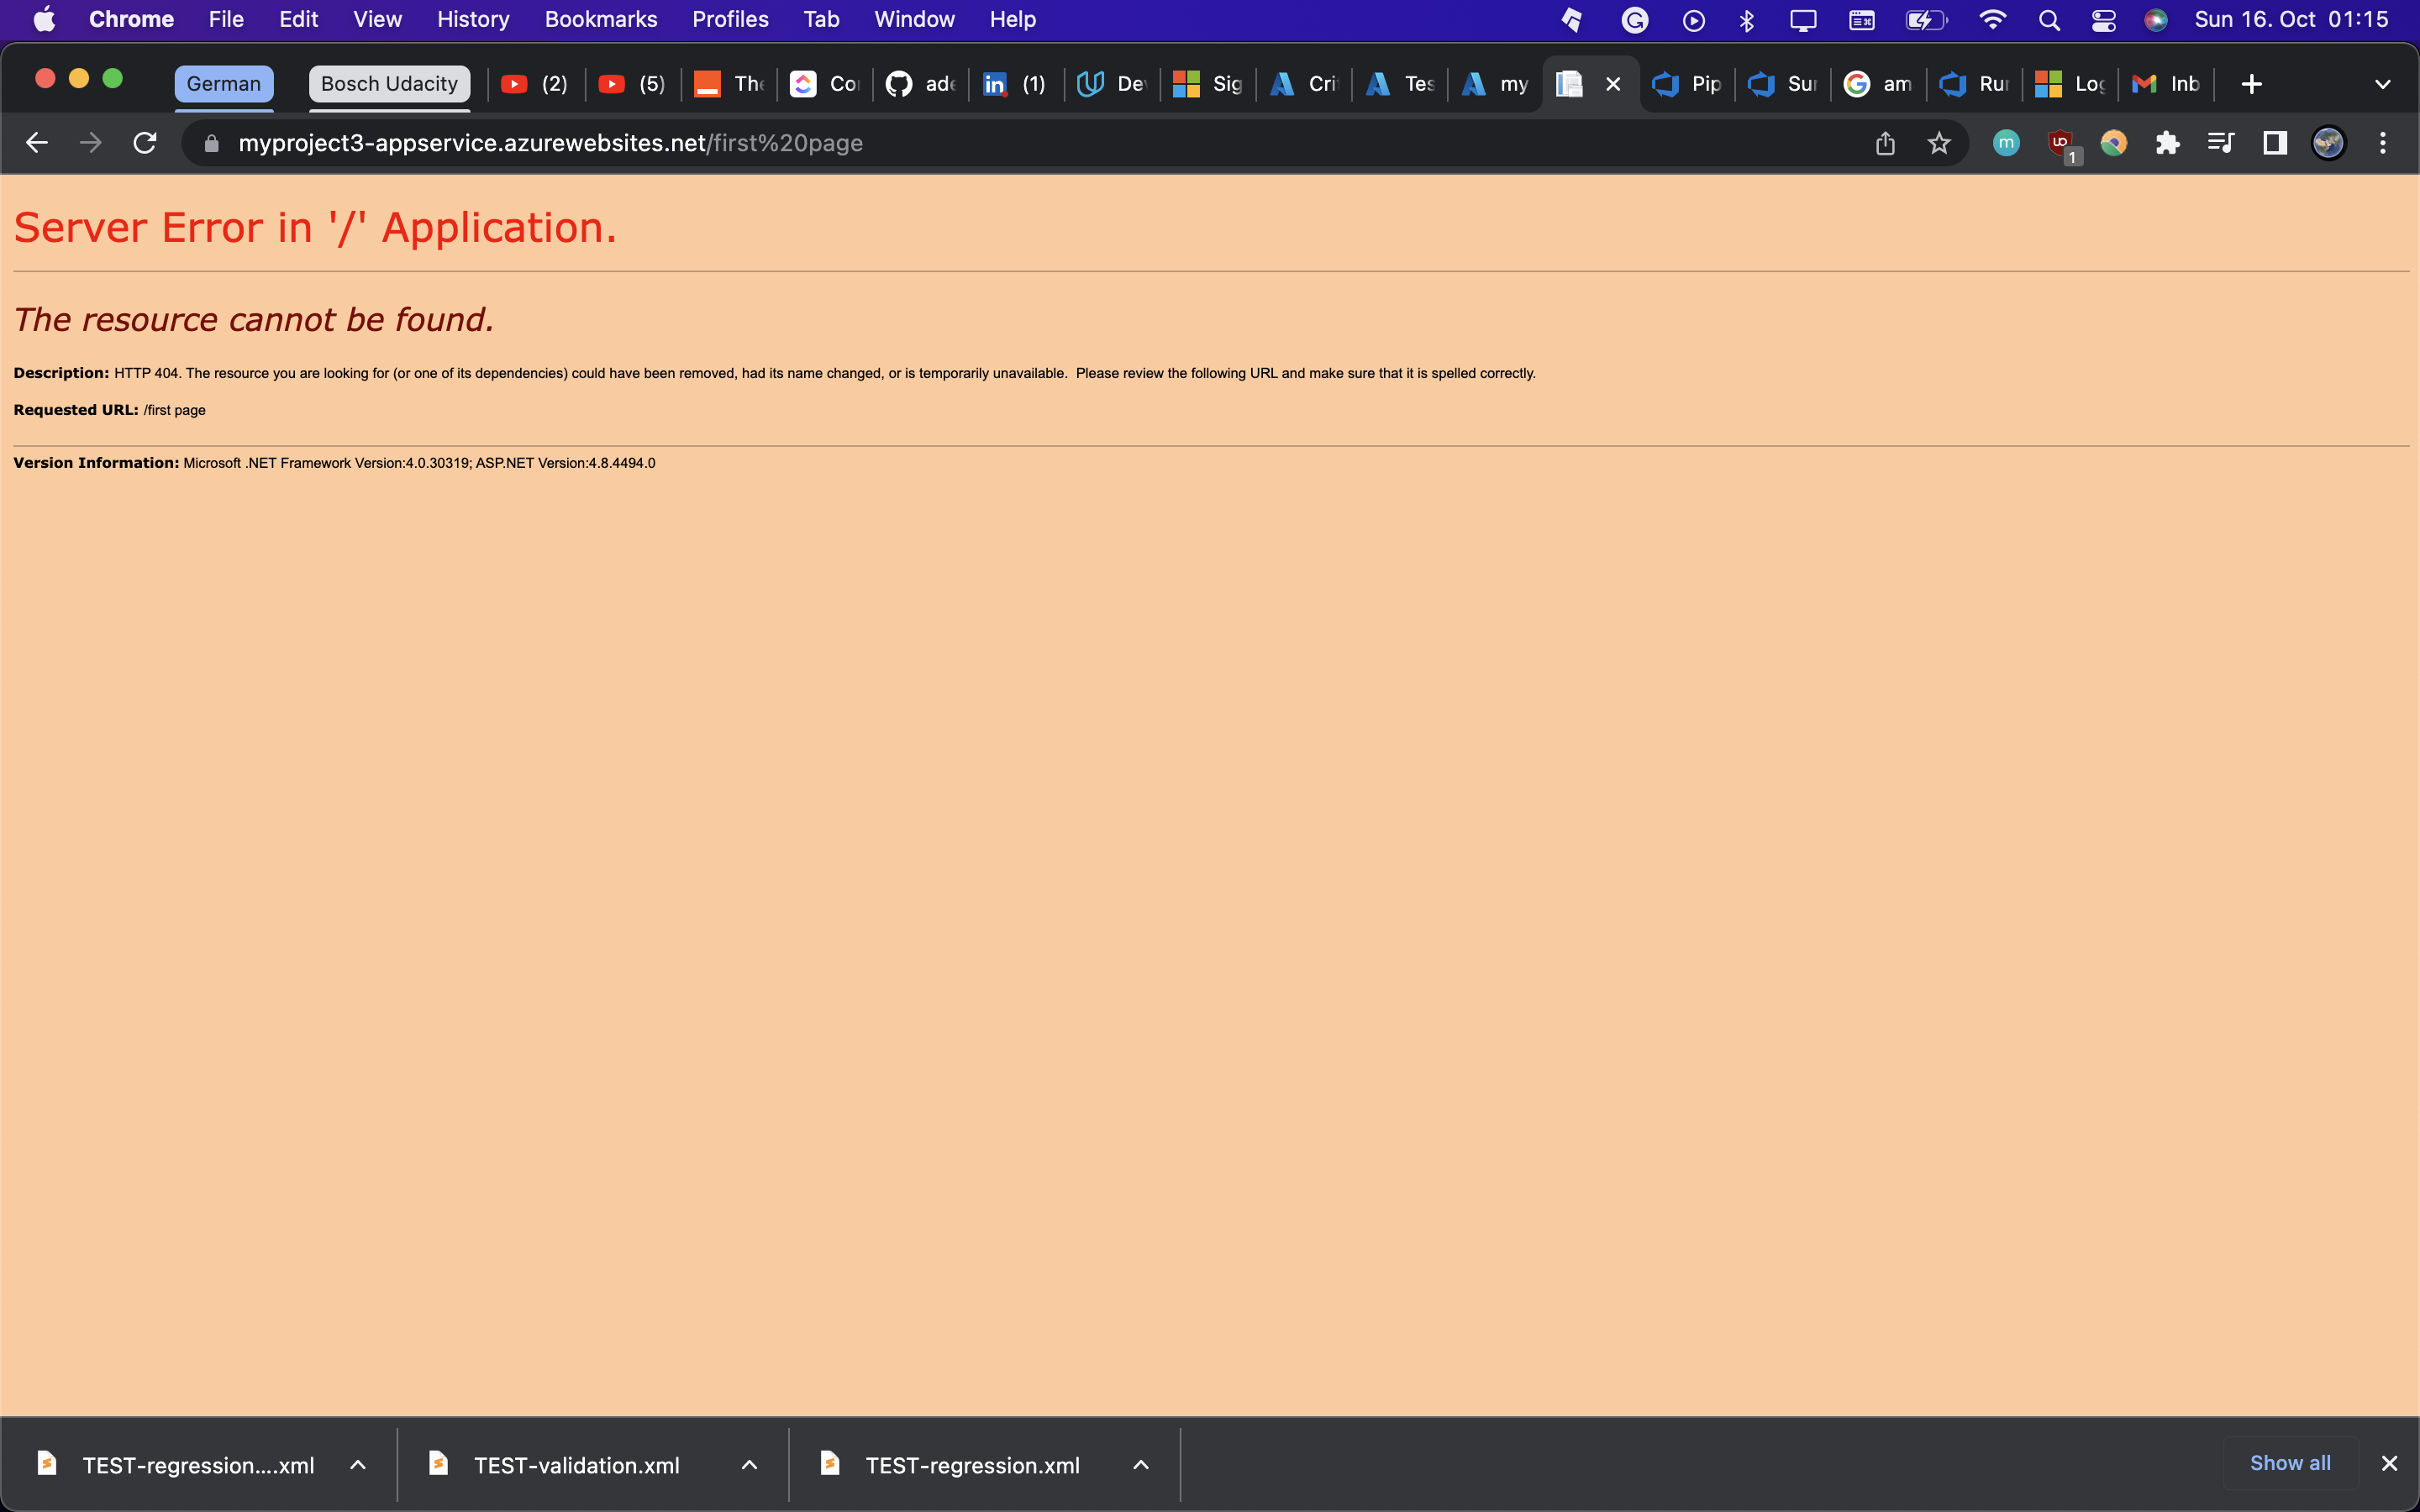 Chrome File Edit View History Bookmarks Profiles Tab Window Help Sun 16. Oct 01:15
German Bosch Udacity (2) (5) The Co ade in (1) De Sig Cri Tes my Pip Sur am Rur Log Inb
myproject3-appservice.azurewebsites.net/first%20page m 1
Server Error in '/' Application.
The resource cannot be found.
Description: HTTP 404. The resource you are looking for (or one of its dependencies) could have been removed, had its name changed, or is temporarily unavailable.  Please review the following URL and make sure that it is spelled correctly.
Requested URL: /first page
Version Information: Microsoft .NET Framework Version:4.0.30319; ASP.NET Version:4.8.4494.0
TEST-regression....xml TEST-validation.xml TEST-regression.xml Show all